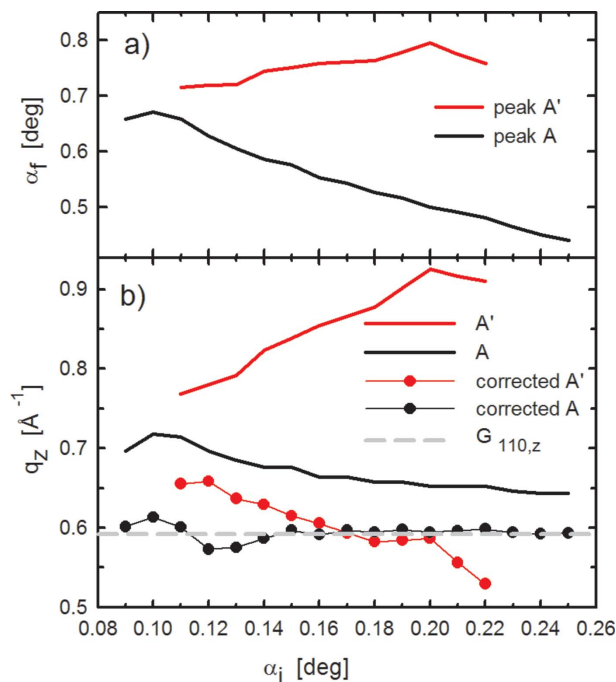 a)
0.8
0.7
0.6
0.5
α_f [deg]
peak A'
peak A
b)
0.9
0.8
0.7
0.6
0.5
q_z [Å⁻¹]
A'
A
corrected A'
corrected A
G 110,z
0.08 0.10 0.12 0.14 0.16 0.18 0.20 0.22 0.24 0.26
α_i [deg]